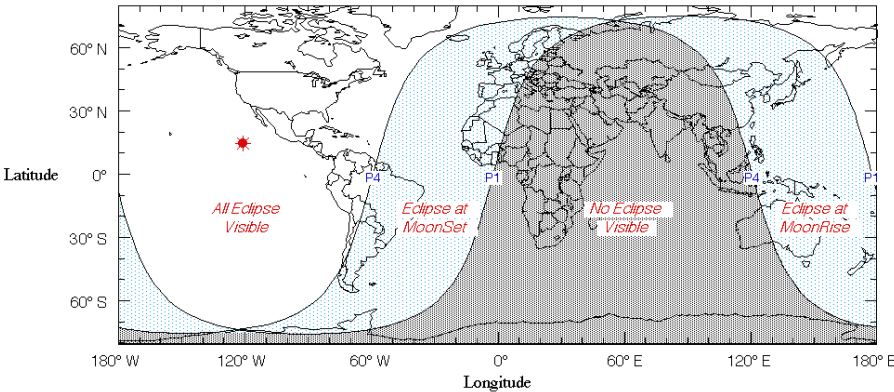 60° N
30° N
Latitude
0°
30° S
60° S
P4
P1
P4
P1
All Eclipse
Visible
Eclipse at
MoonSet
No Eclipse
Visible
Eclipse at
MoonRise
180° W
120° W
60° W
0°
60° E
120° E
180° E
Longitude